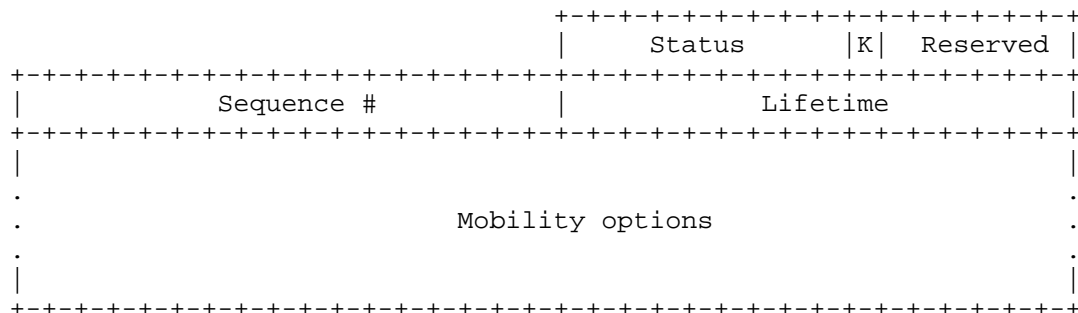 +-+-+-+-+-+-+-+-+-+-+-+-+-+-+-+-+
|     Status      |K|  Reserved |
+-+-+-+-+-+-+-+-+-+-+-+-+-+-+-+-+-+-+-+-+-+-+-+-+-+-+-+-+-+-+-+-+-+
|           Sequence #            |           Lifetime            |
+-+-+-+-+-+-+-+-+-+-+-+-+-+-+-+-+-+-+-+-+-+-+-+-+-+-+-+-+-+-+-+-+-+
|                                                                 |
.                                                                 .
.                        Mobility options                         .
.                                                                 .
|                                                                 |
+-+-+-+-+-+-+-+-+-+-+-+-+-+-+-+-+-+-+-+-+-+-+-+-+-+-+-+-+-+-+-+-+-+